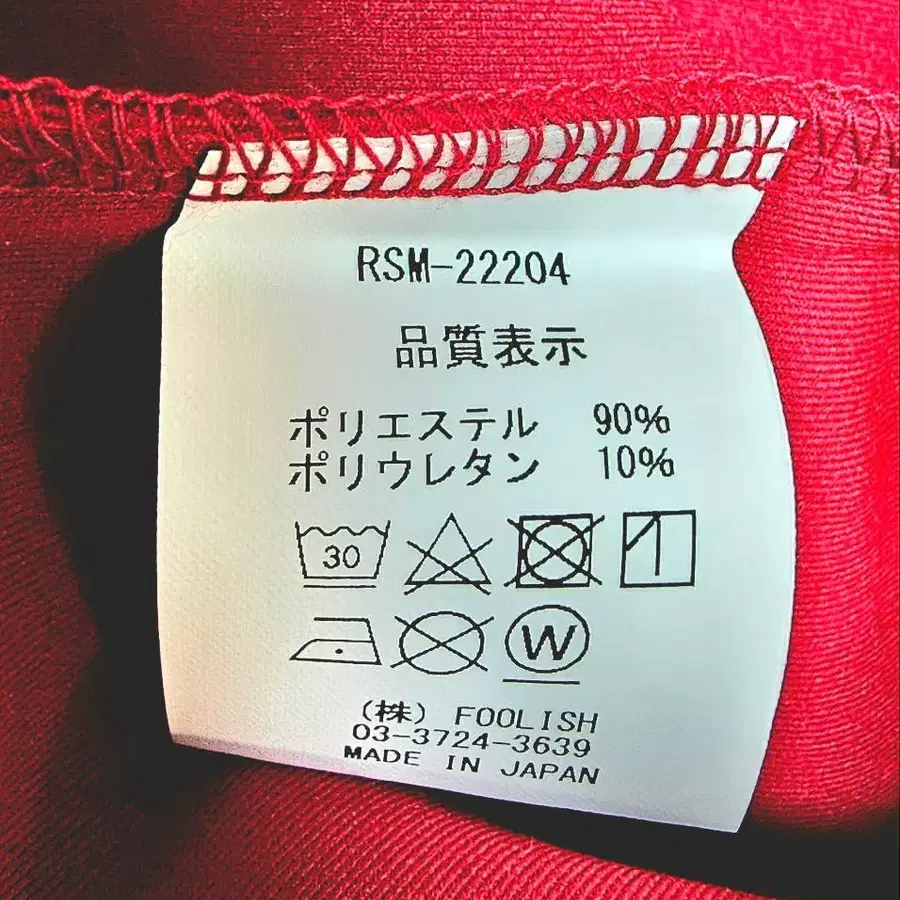 RSM-22204
品質表示
ポリエステル 90%
ポリウレタン 10%
30
W
(株) FOOLISH
03-3724-3639
MADE IN JAPAN